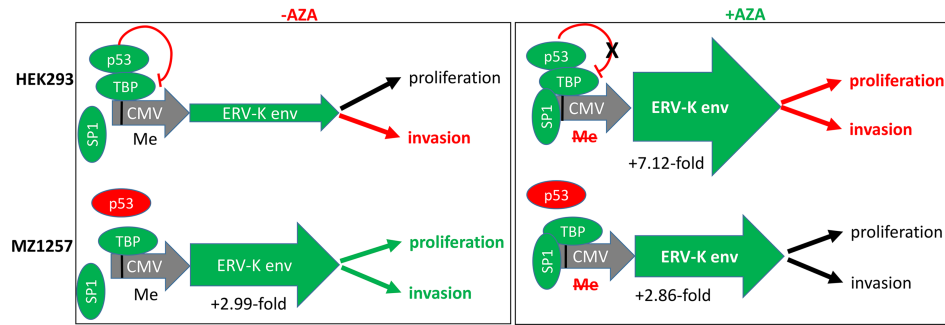 -AZA
+AZA
HEK293
p53
TBP
SP1
CMV
Me
ERV-K env
proliferation
invasion
p53
X
TBP
SP1
CMV
Me
ERV-K env
+7.12-fold
proliferation
invasion
MZ1257
p53
TBP
SP1
CMV
Me
ERV-K env
+2.99-fold
proliferation
invasion
p53
TBP
SP1
CMV
Me
ERV-K env
+2.86-fold
proliferation
invasion